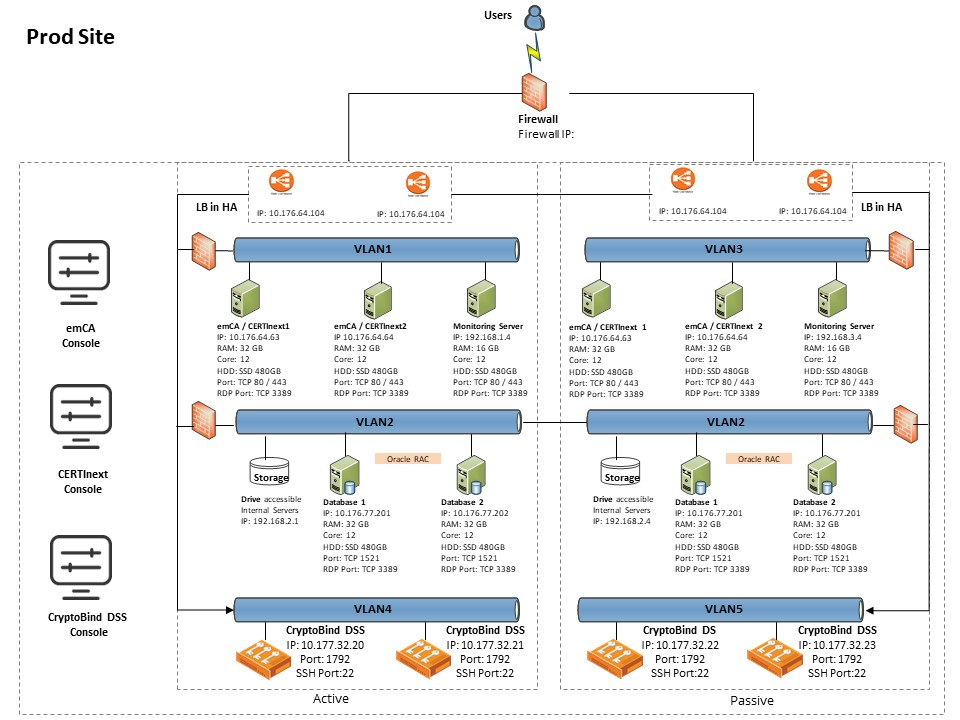 Prod Site
Users
Firewall
Firewall IP:
LB in HA
IP: 10.176.64.104
IP: 10.176.64.104
IP: 10.176.64.104
IP: 10.176.64.104
LB in HA
VLAN1
VLAN3
emCA
Console
emCA / CERTInext1
IP: 10.176.64.63
RAM: 32 GB
Core: 12
HDD: SSD 480GB
Port: TCP 80 / 443
RDP Port: TCP 3389
emCA / CERTInext2
IP: 10.176.64.64
RAM: 32 GB
Core: 12
HDD: SSD 480GB
Port: TCP 80 / 443
RDP Port: TCP 3389
Monitoring Server
IP: 192.168.1.4
RAM: 16 GB
Core: 12
HDD: SSD 480GB
Port: TCP 80 / 443
RDP Port: TCP 3389
emCA / CERTInext 1
IP: 10.176.64.63
RAM: 32 GB
Core: 12
HDD: SSD 480GB
Port: TCP 80 / 443
RDP Port: TCP 3389
emCA / CERTInext 2
IP: 10.176.64.64
RAM: 32 GB
Core: 12
HDD: SSD 480GB
Port: TCP 80 / 443
RDP Port: TCP 3389
Monitoring Server
IP: 192.168.3.4
RAM: 16 GB
Core: 12
HDD: SSD 480GB
Port: TCP 80 / 443
RDP Port: TCP 3389
VLAN2
VLAN2
CERTInext
Console
Storage
Drive accessible
Internal Servers
IP: 192.168.2.1
Oracle RAC
Database 1
IP: 10.176.77.201
RAM: 32 GB
Core: 12
HDD: SSD 480GB
Port: TCP 1521
RDP Port: TCP 3389
Database 2
IP: 10.176.77.202
RAM: 32 GB
Core: 12
HDD: SSD 480GB
Port: TCP 1521
RDP Port: TCP 3389
Storage
Drive accessible
Internal Servers
IP: 192.168.2.4
Oracle RAC
Database 1
IP: 10.176.77.201
RAM: 32 GB
Core: 12
HDD: SSD 480GB
Port: TCP 1521
RDP Port: TCP 3389
Database 2
IP: 10.176.77.201
RAM: 32 GB
Core: 12
HDD: SSD 480GB
Port: TCP 1521
RDP Port: TCP 3389
CryptoBind DSS
Console
VLAN4
VLAN5
CryptoBind DSS
IP: 10.177.32.20
Port: 1792
SSH Port:22
CryptoBind DSS
IP: 10.177.32.21
Port: 1792
SSH Port:22
CryptoBind DS
IP: 10.177.32.22
Port: 1792
SSH Port:22
CryptoBind DSS
IP: 10.177.32.23
Port: 1792
SSH Port:22
Active
Passive